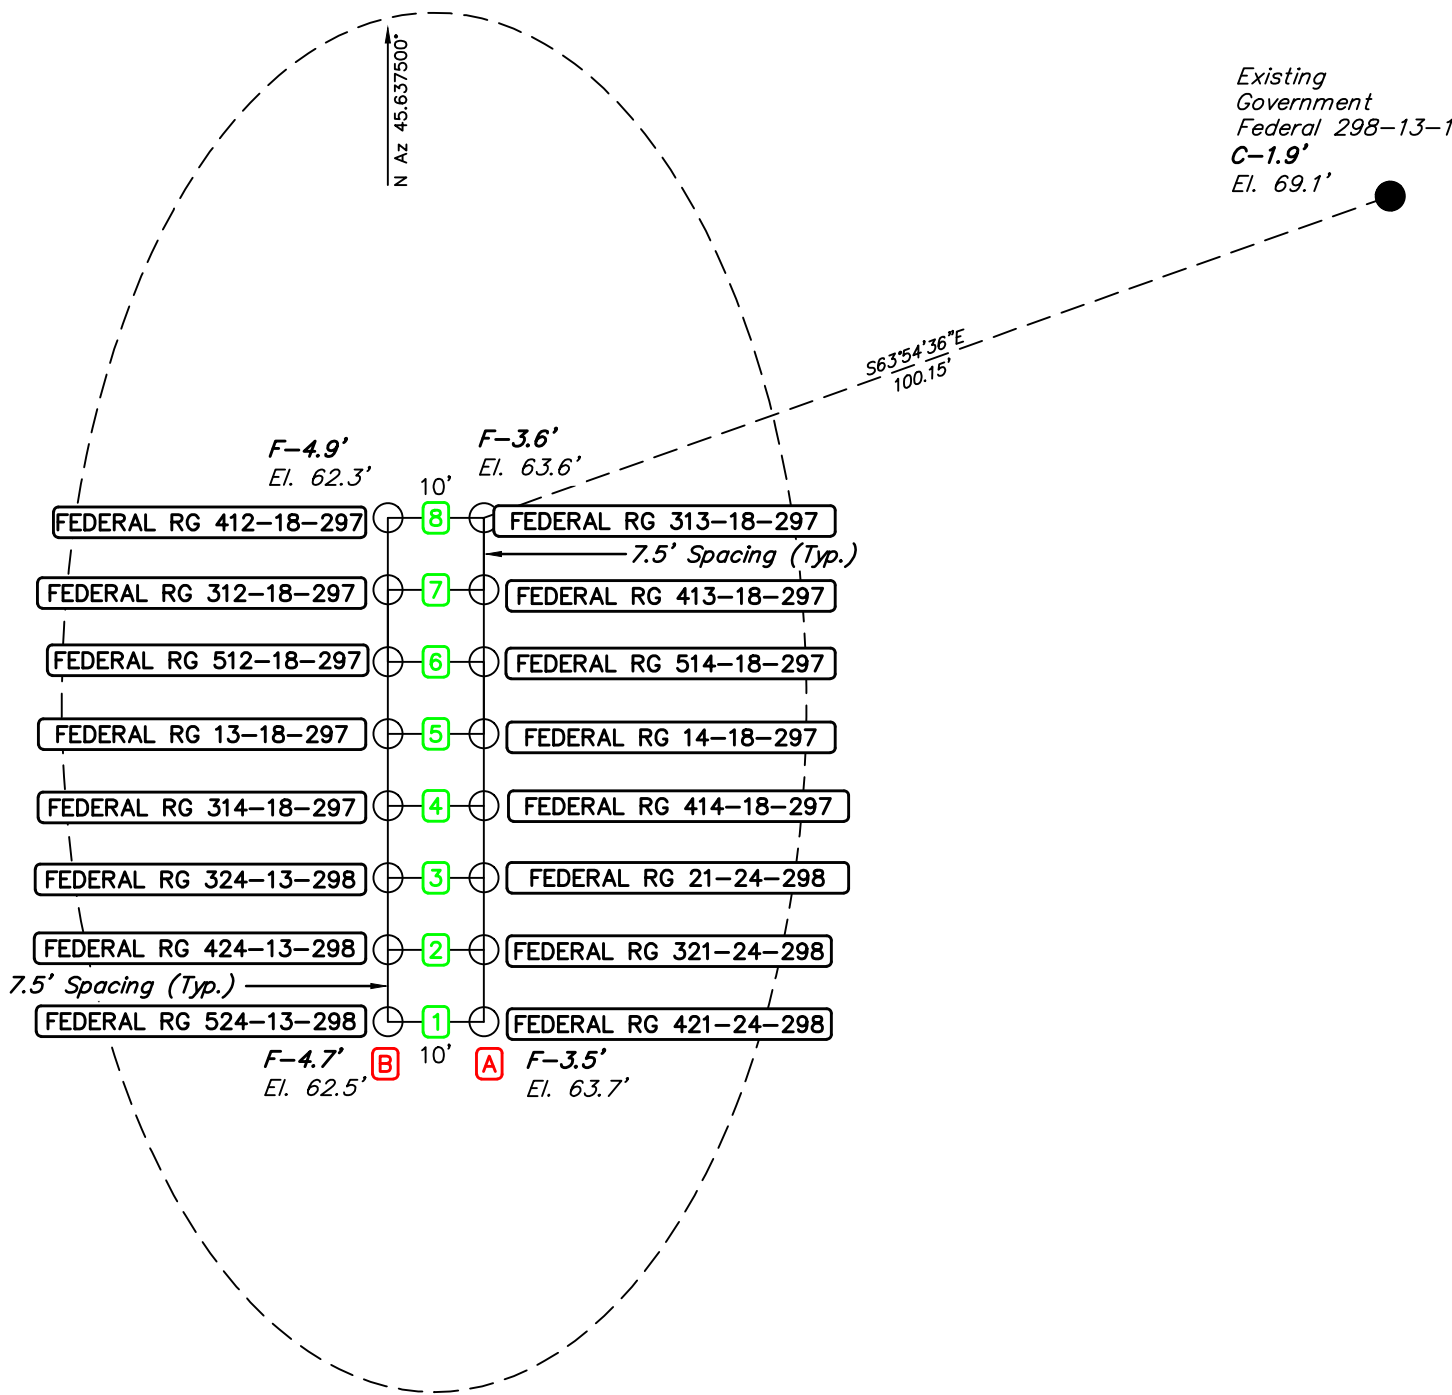 N Az 45.637500°
Existing
Government
Federal 298-13-1
C-1.9'
El. 69.1'
S63°54'36"E
100.15'
F-4.9'
El. 62.3'
F-3.6'
El. 63.6'
10'
FEDERAL RG 412-18-297
8
FEDERAL RG 313-18-297
7.5' Spacing (Typ.)
FEDERAL RG 312-18-297
7
FEDERAL RG 413-18-297
FEDERAL RG 512-18-297
6
FEDERAL RG 514-18-297
FEDERAL RG 13-18-297
5
FEDERAL RG 14-18-297
FEDERAL RG 314-18-297
4
FEDERAL RG 414-18-297
FEDERAL RG 324-13-298
3
FEDERAL RG 21-24-298
FEDERAL RG 424-13-298
2
FEDERAL RG 321-24-298
7.5' Spacing (Typ.)
FEDERAL RG 524-13-298
1
FEDERAL RG 421-24-298
F-4.7'
El. 62.5'
B
10'
A
F-3.5'
El. 63.7'